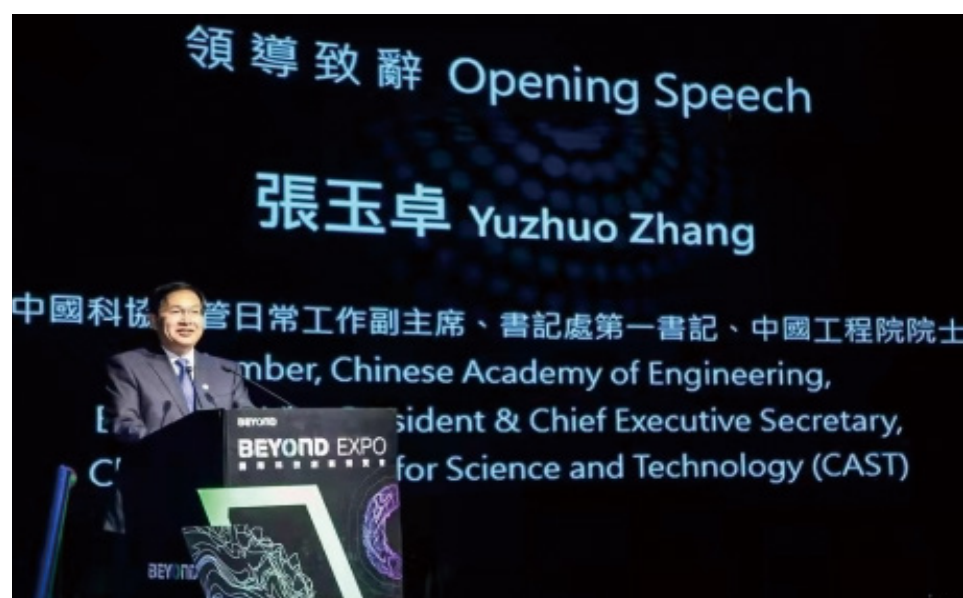 領導致辭 Opening Speech
張玉卓 Yuzhuo Zhang
中國科協 管日常工作副主席、書記處第一書記、中國工程院院士
Chinese Academy of Engineering,
& Chief Executive Secretary,
for Science and Technology (CAST)
BEYOND
BEYOND EXPO
BEYOND